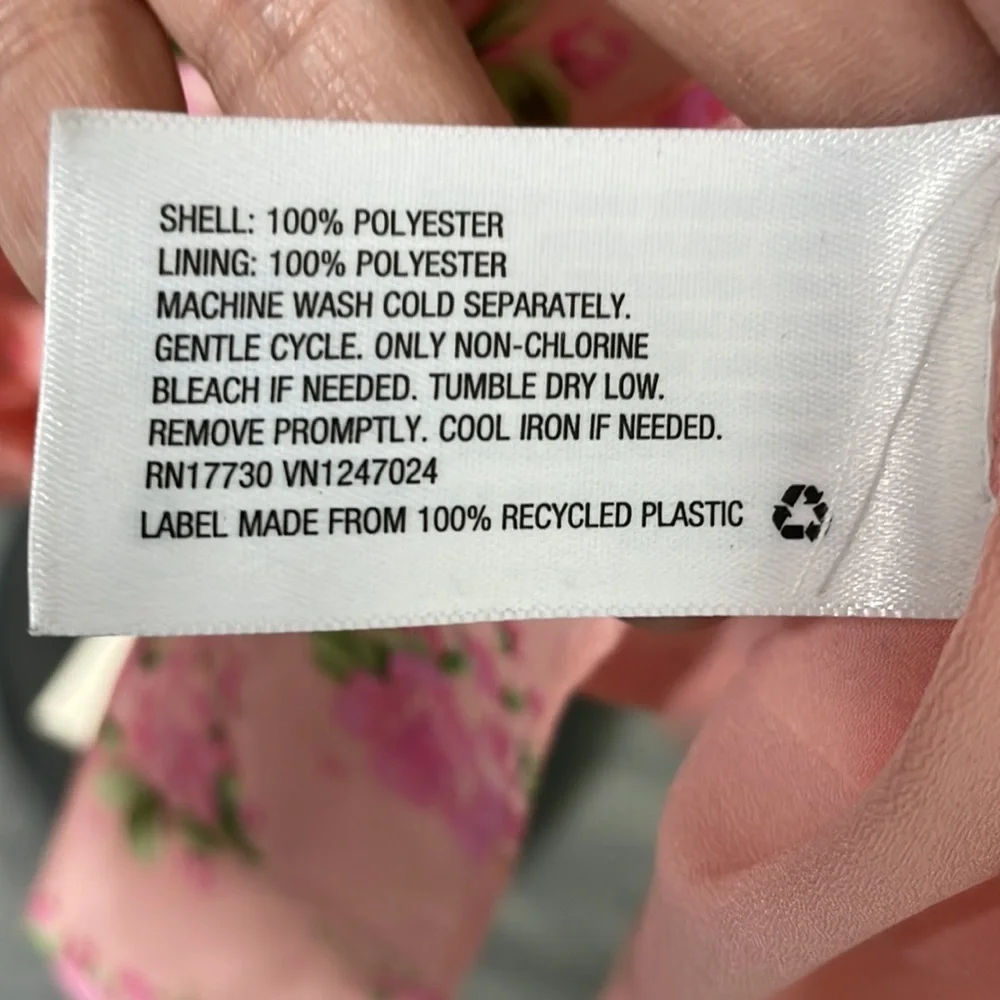 SHELL: 100% POLYESTER
LINING: 100% POLYESTER
MACHINE WASH COLD SEPARATELY.
GENTLE CYCLE. ONLY NON-CHLORINE
BLEACH IF NEEDED. TUMBLE DRY LOW.
REMOVE PROMPTLY. COOL IRON IF NEEDED.
RN17730 VN1247024
LABEL MADE FROM 100% RECYCLED PLASTIC